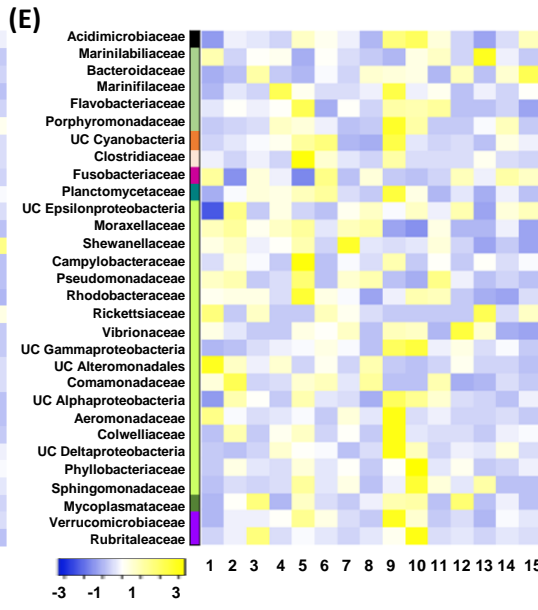 (E)
Acidimicrobiaceae
Marinilabiliaceae
Bacteroidaceae
Marinifilaceae
Flavobacteriaceae
Porphyromonadaceae
UC Cyanobacteria
Clostridiaceae
Fusobacteriaceae
Planctomycetaceae
UC Epsilonproteobacteria
Moraxellaceae
Shewanellaceae
Campylobacteraceae
Pseudomonadaceae
Rhodobacteraceae
Rickettsiaceae
Vibrionaceae
UC Gammaproteobacteria
UC Alteromonadales
Comamonadaceae
UC Alphaproteobacteria
Aeromonadaceae
Colwelliaceae
UC Deltaproteobacteria
Phyllobacteriaceae
Sphingomonadaceae
Mycoplasmataceae
Verrucomicrobiaceae
Rubritaleaceae
1 2 3 4 5 6 7 8 9 10 11 12 13 14 15
-3 -1 1 3